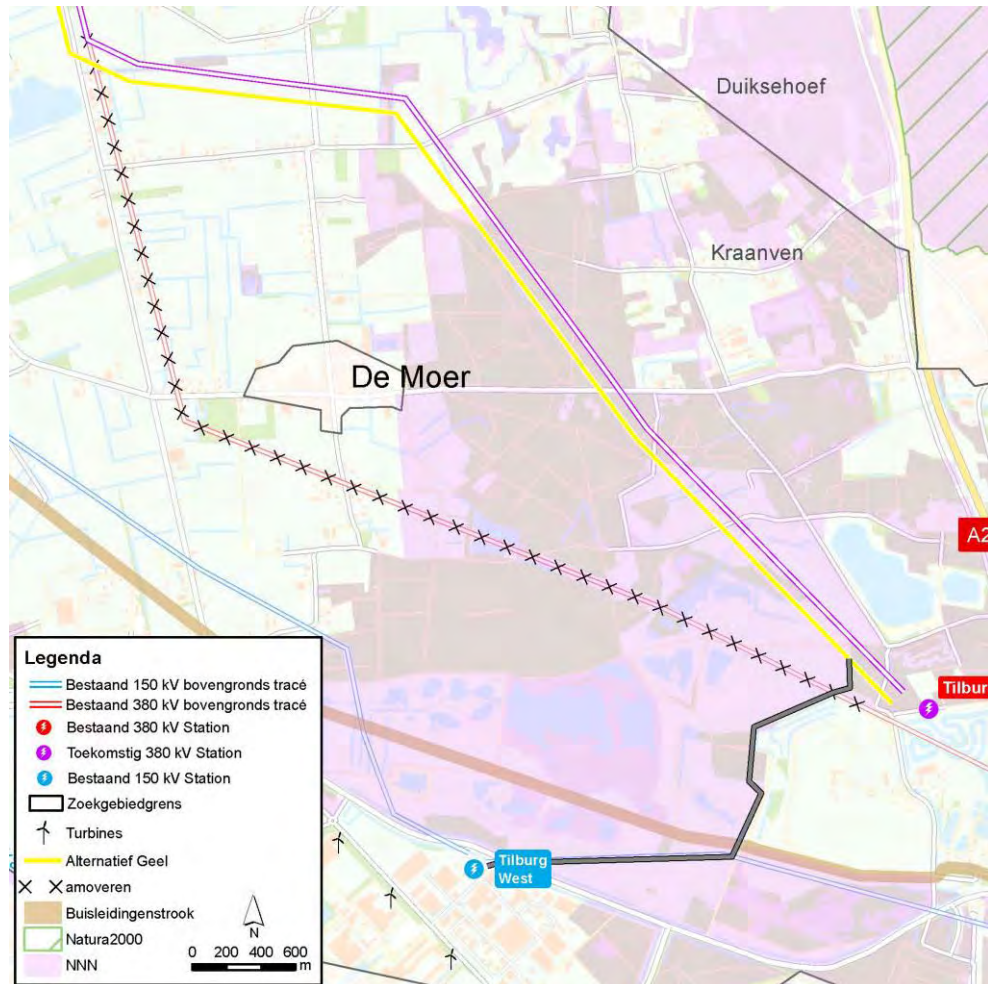 Duiksehoef
Kraanven
De Moer
A2
Tilbur
Tilburg
West
Legenda
Bestaand 150 kV bovengronds tracé
Bestaand 380 kV bovengronds tracé
Bestaand 380 kV Station
Toekomstig 380 kV Station
Bestaand 150 kV Station
Zoekgebiedgrens
Turbines
Alternatief Geel
amoveren
Buisleidingenstrook
Natura2000
NNN
N
0 200 400 600
m